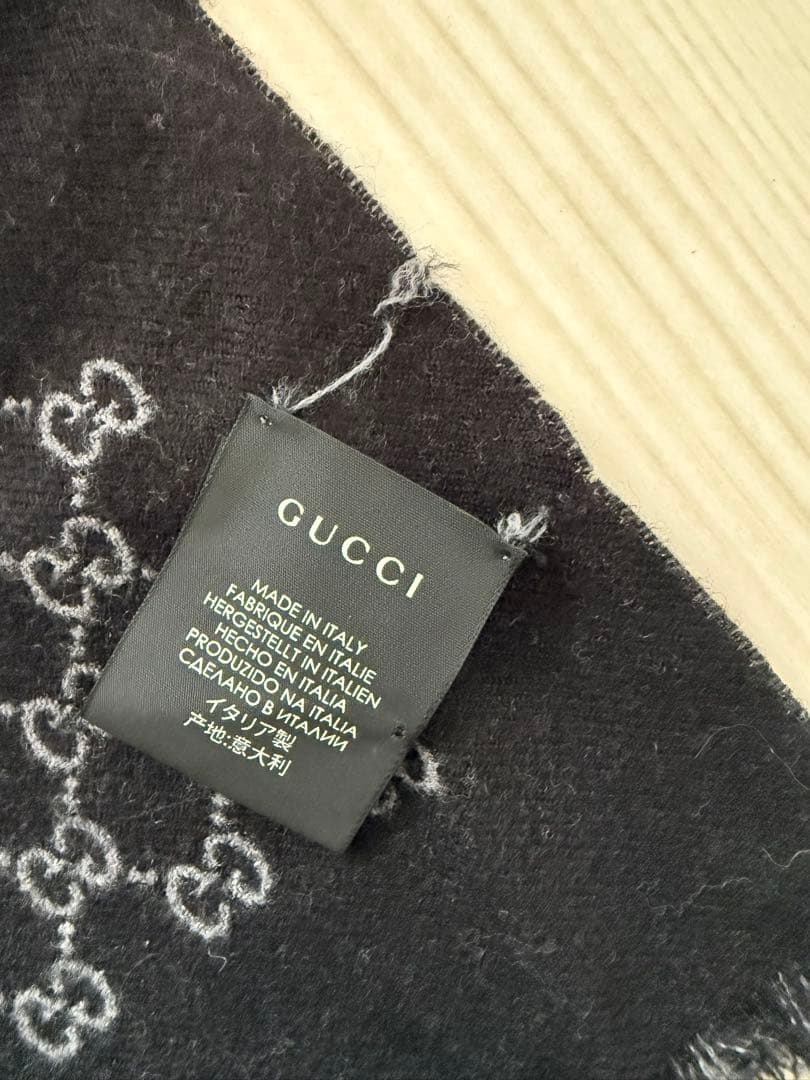 GUCCI
MADE IN ITALY
FABRIQUE EN ITALIE
HERGESTELLT IN ITALIEN
HECHO EN ITALIA
PRODUZIDO NA ITALIA
СДЕЛАНО В ИТАЛИИ
イタリア製
产地:意大利